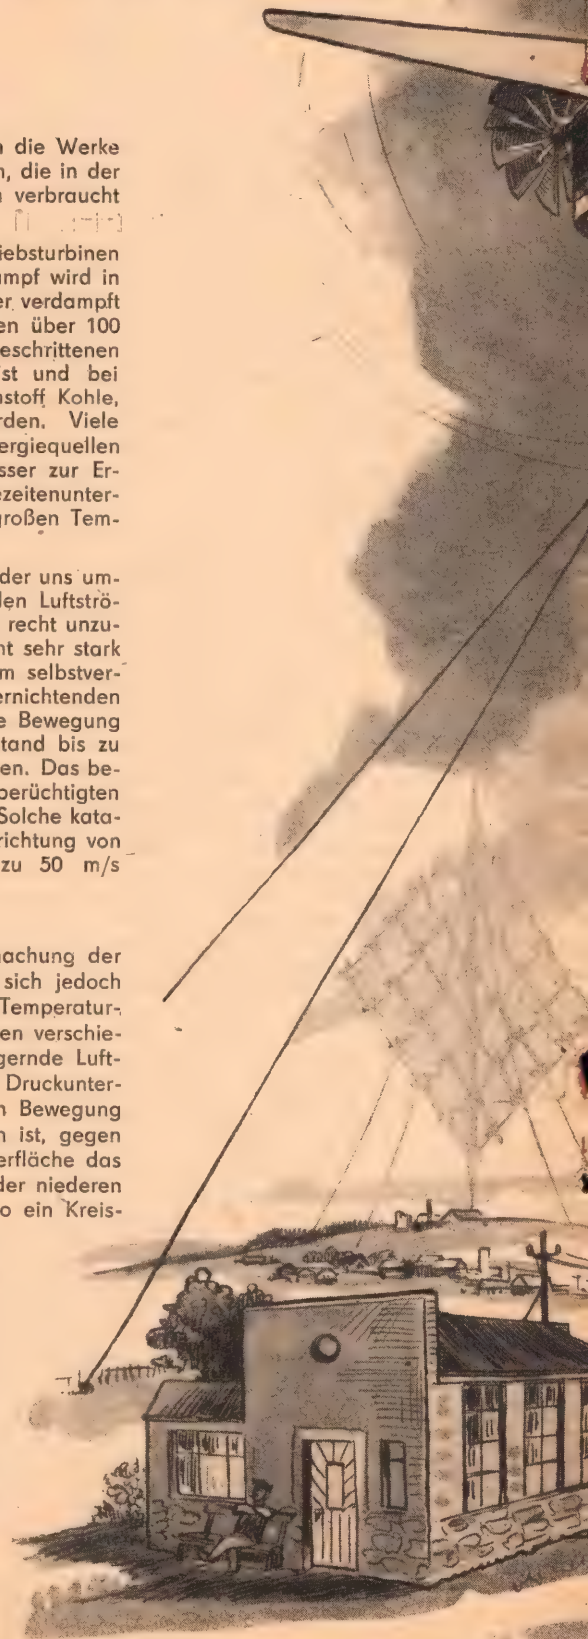 die Werke
die in der
verbraucht
iebsturbinen
ampf wird in
er verdampft
en über 100
eschrittenen
ist und bei
nstoff Kohle,
rden. Viele
ergiequellen
sser zur Er-
ezeitenunter-
großen Tem-
der uns um-
den Luftströ-
recht unzu-
ht sehr stark
m selbstver-
ernichtenden
e Bewegung
tand bis zu
en. Das be-
berüchtigten
Solche kata-
richtung von
zu 50 m/s
achung der
sich jedoch
Temperatur-
en verschie-
gernde Luft-
Druckunter-
n Bewegung
n ist, gegen
erfläche das
der niederen
o ein Kreis-